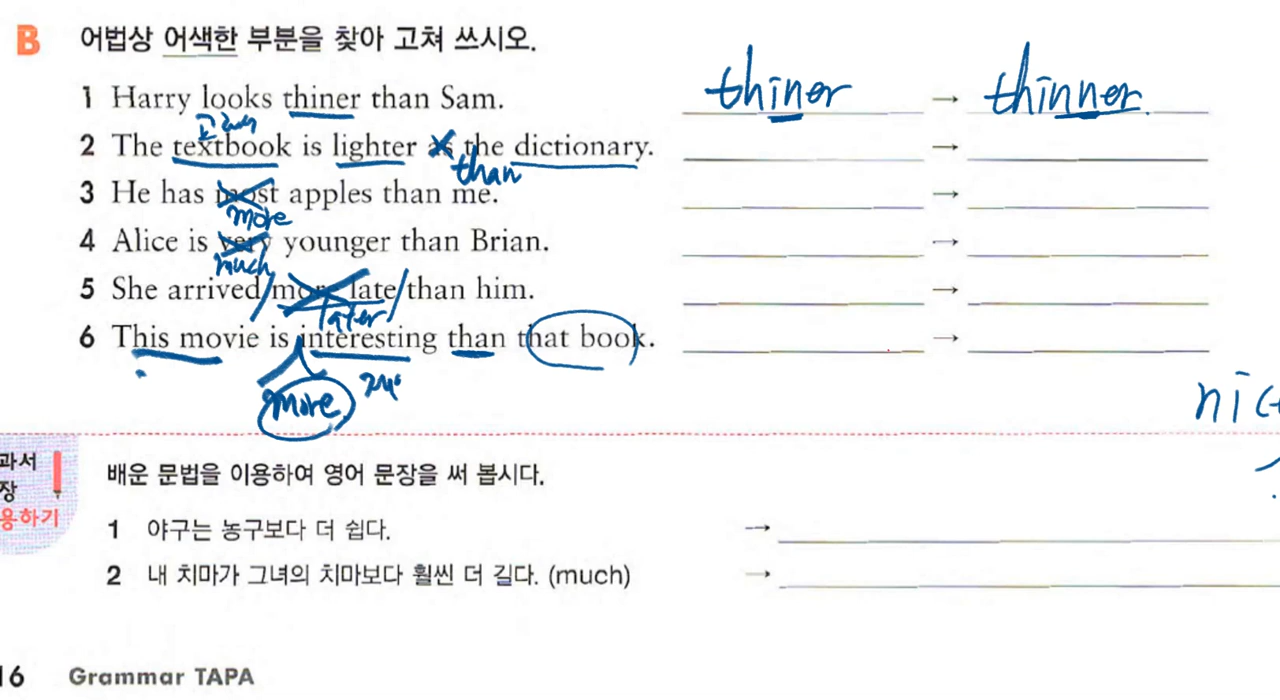 B 어법상 어색한 부분을 찾아 고쳐 쓰시오.
1 Harry looks thiner than Sam. thiner → thinner
2 The textbook is lighter as the dictionary. →
than
3 He has most apples than me. →
more
4 Alice is very younger than Brian. →
much
5 She arrived more late than him. →
later
6 This movie is interesting than that book. →
more
과서
장
용하기
배운 문법을 이용하여 영어 문장을 써 봅시다.
1 야구는 농구보다 더 쉽다. →
2 내 치마가 그녀의 치마보다 훨씬 더 길다. (much) →
16 Grammar TAPA